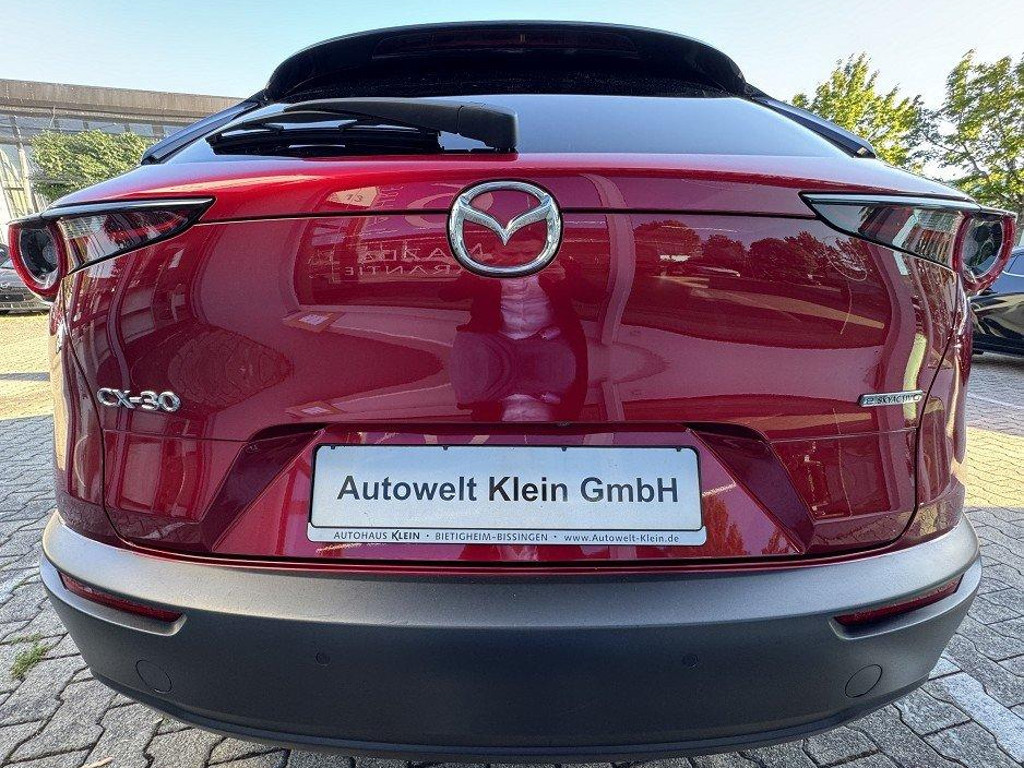 CX-30
e-SKYACTIV G
Autowelt Klein GmbH
AUTOHAUS KLEIN • BIETIGHEIM-BISSINGEN • www.Autowelt-Klein.de